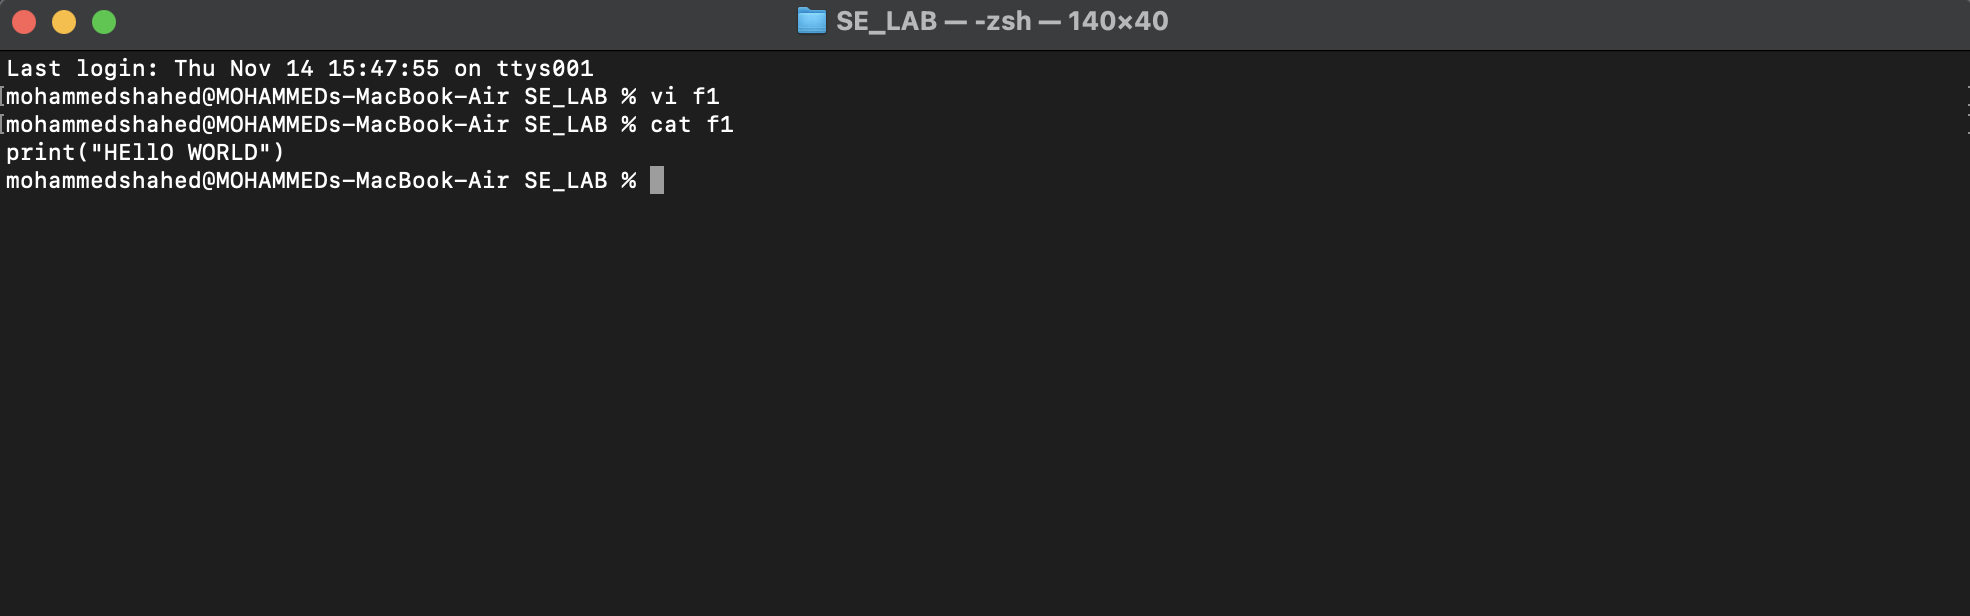 SE_LAB — -zsh — 140×40
Last login: Thu Nov 14 15:47:55 on ttys001
[mohammedshahed@MOHAMMEDs-MacBook-Air SE_LAB % vi f1
[mohammedshahed@MOHAMMEDs-MacBook-Air SE_LAB % cat f1
print("HEllO WORLD")
mohammedshahed@MOHAMMEDs-MacBook-Air SE_LAB %